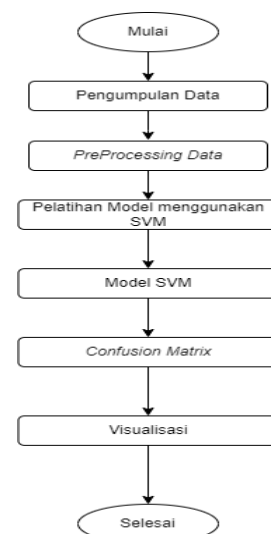 Mulai
Pengumpulan Data
PreProcessing Data
Pelatihan Model menggunakan
SVM
Model SVM
Confusion Matrix
Visualisasi
Selesai